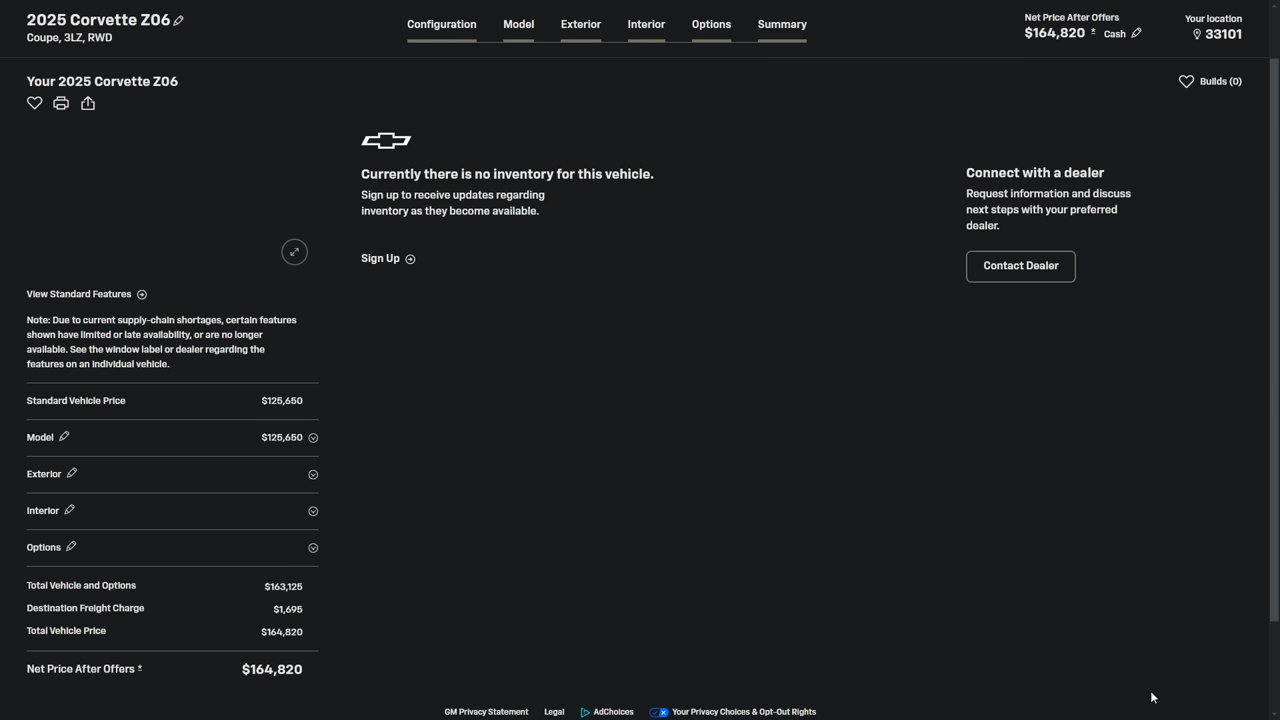 2025 Corvette Z06
Coupe, 3LZ, RWD
Configuration
Model
Exterior
Interior
Options
Summary
Net Price After Offers
$164,820 * Cash
Your location
33101
Your 2025 Corvette Z06
Builds (0)
Currently there is no inventory for this vehicle.
Sign up to receive updates regarding
inventory as they become available.
Sign Up
Connect with a dealer
Request information and discuss
next steps with your preferred
dealer.
Contact Dealer
View Standard Features
Note: Due to current supply-chain shortages, certain features
shown have limited or late availability, or are no longer
available. See the window label or dealer regarding the
features on an individual vehicle.
Standard Vehicle Price $125,650
Model $125,650
Exterior
Interior
Options
Total Vehicle and Options $163,125
Destination Freight Charge $1,695
Total Vehicle Price $164,820
Net Price After Offers * $164,820
GM Privacy Statement
Legal
AdChoices
Your Privacy Choices & Opt-Out Rights